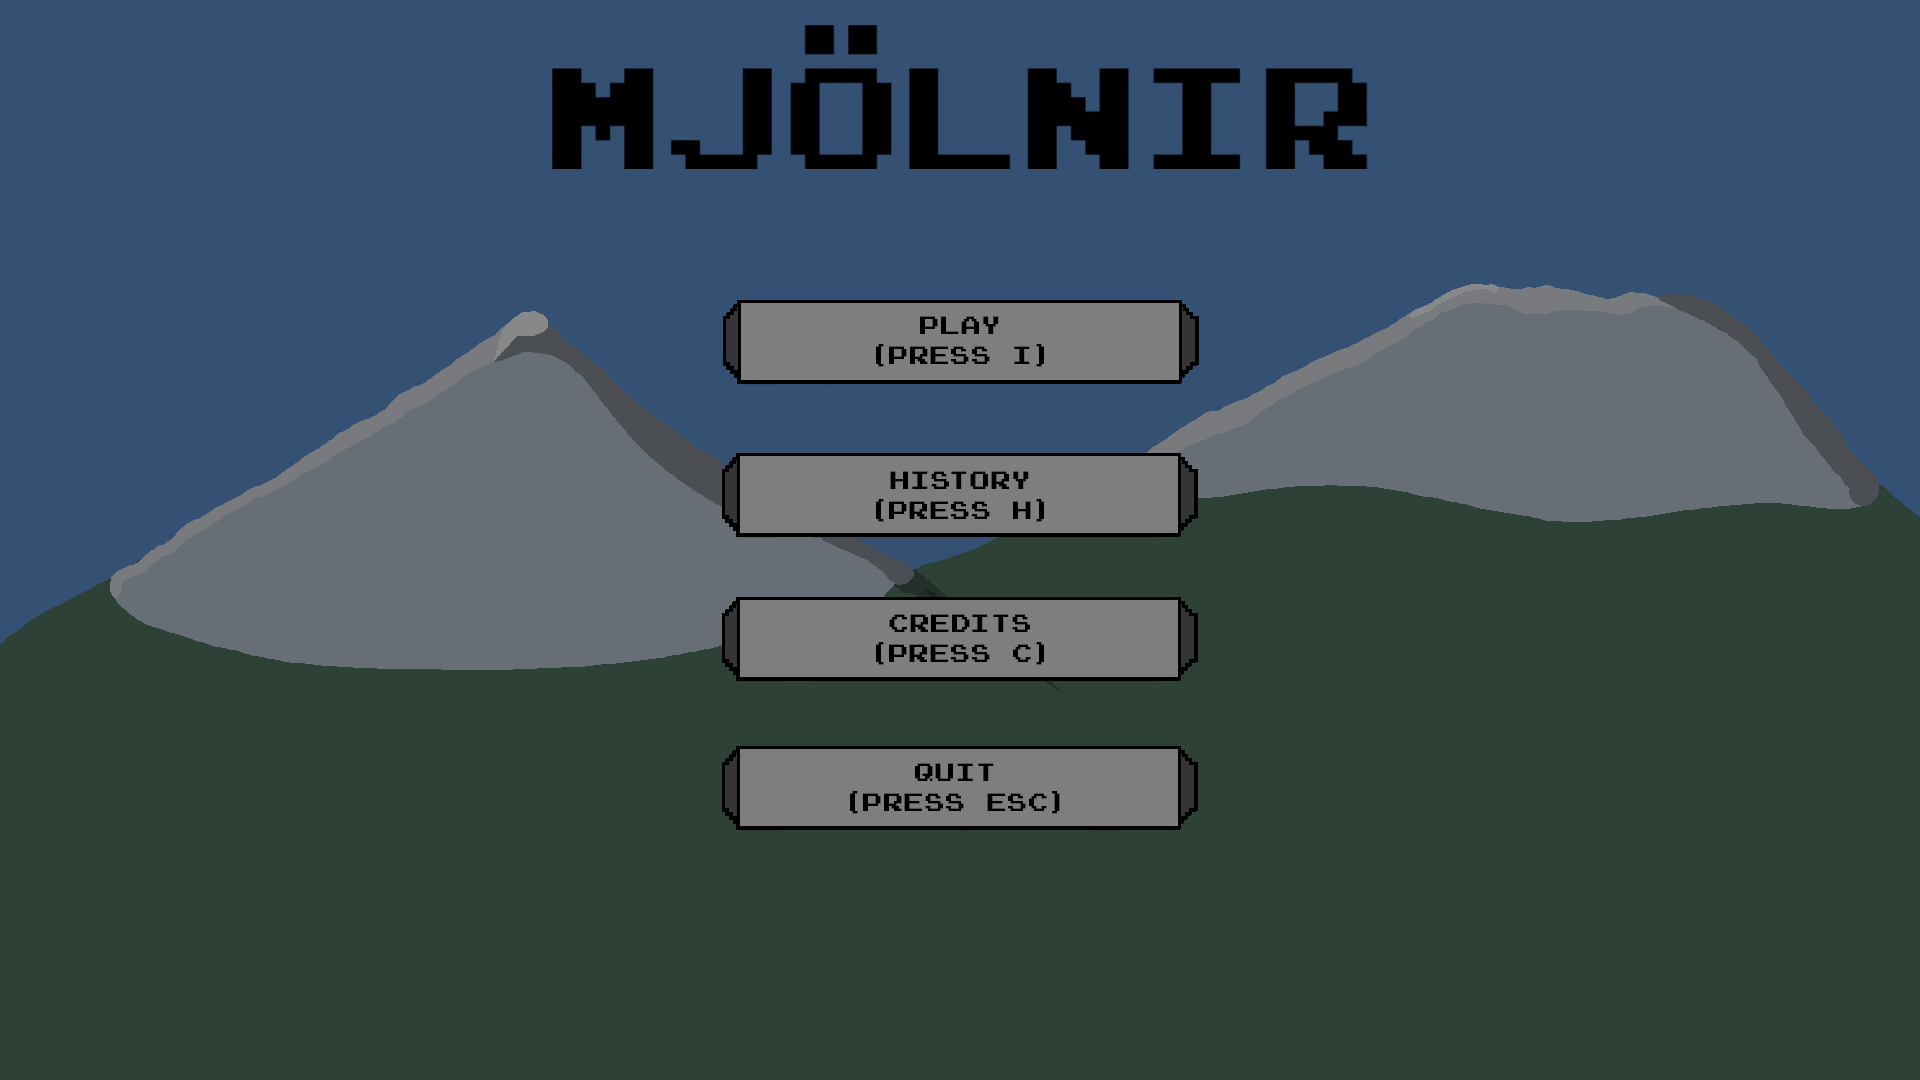 MJÖLNIR
PLAY
(PRESS I)
HISTORY
(PRESS H)
CREDITS
(PRESS C)
QUIT
(PRESS ESC)